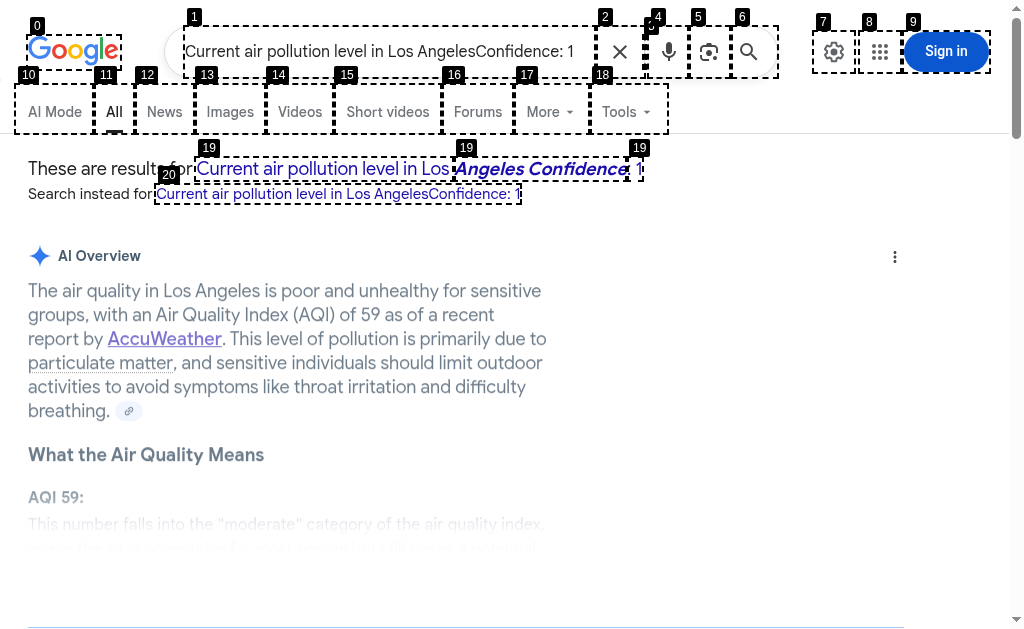 0 1 2 3 4 5 6 7 8 9
Google
Current air pollution level in Los AngelesConfidence: 1
Sign in
10 11 12 13 14 15 16 17 18
AI Mode All News Images Videos Short videos Forums More Tools
19 19 19
These are results for Current air pollution level in Los Angeles Confidence: 1
20
Search instead for Current air pollution level in Los AngelesConfidence: 1
AI Overview
The air quality in Los Angeles is poor and unhealthy for sensitive
groups, with an Air Quality Index (AQI) of 59 as of a recent
report by AccuWeather. This level of pollution is primarily due to
particulate matter, and sensitive individuals should limit outdoor
activities to avoid symptoms like throat irritation and difficulty
breathing.
What the Air Quality Means
AQI 59:
This number falls into the "moderate" category of the air quality index,